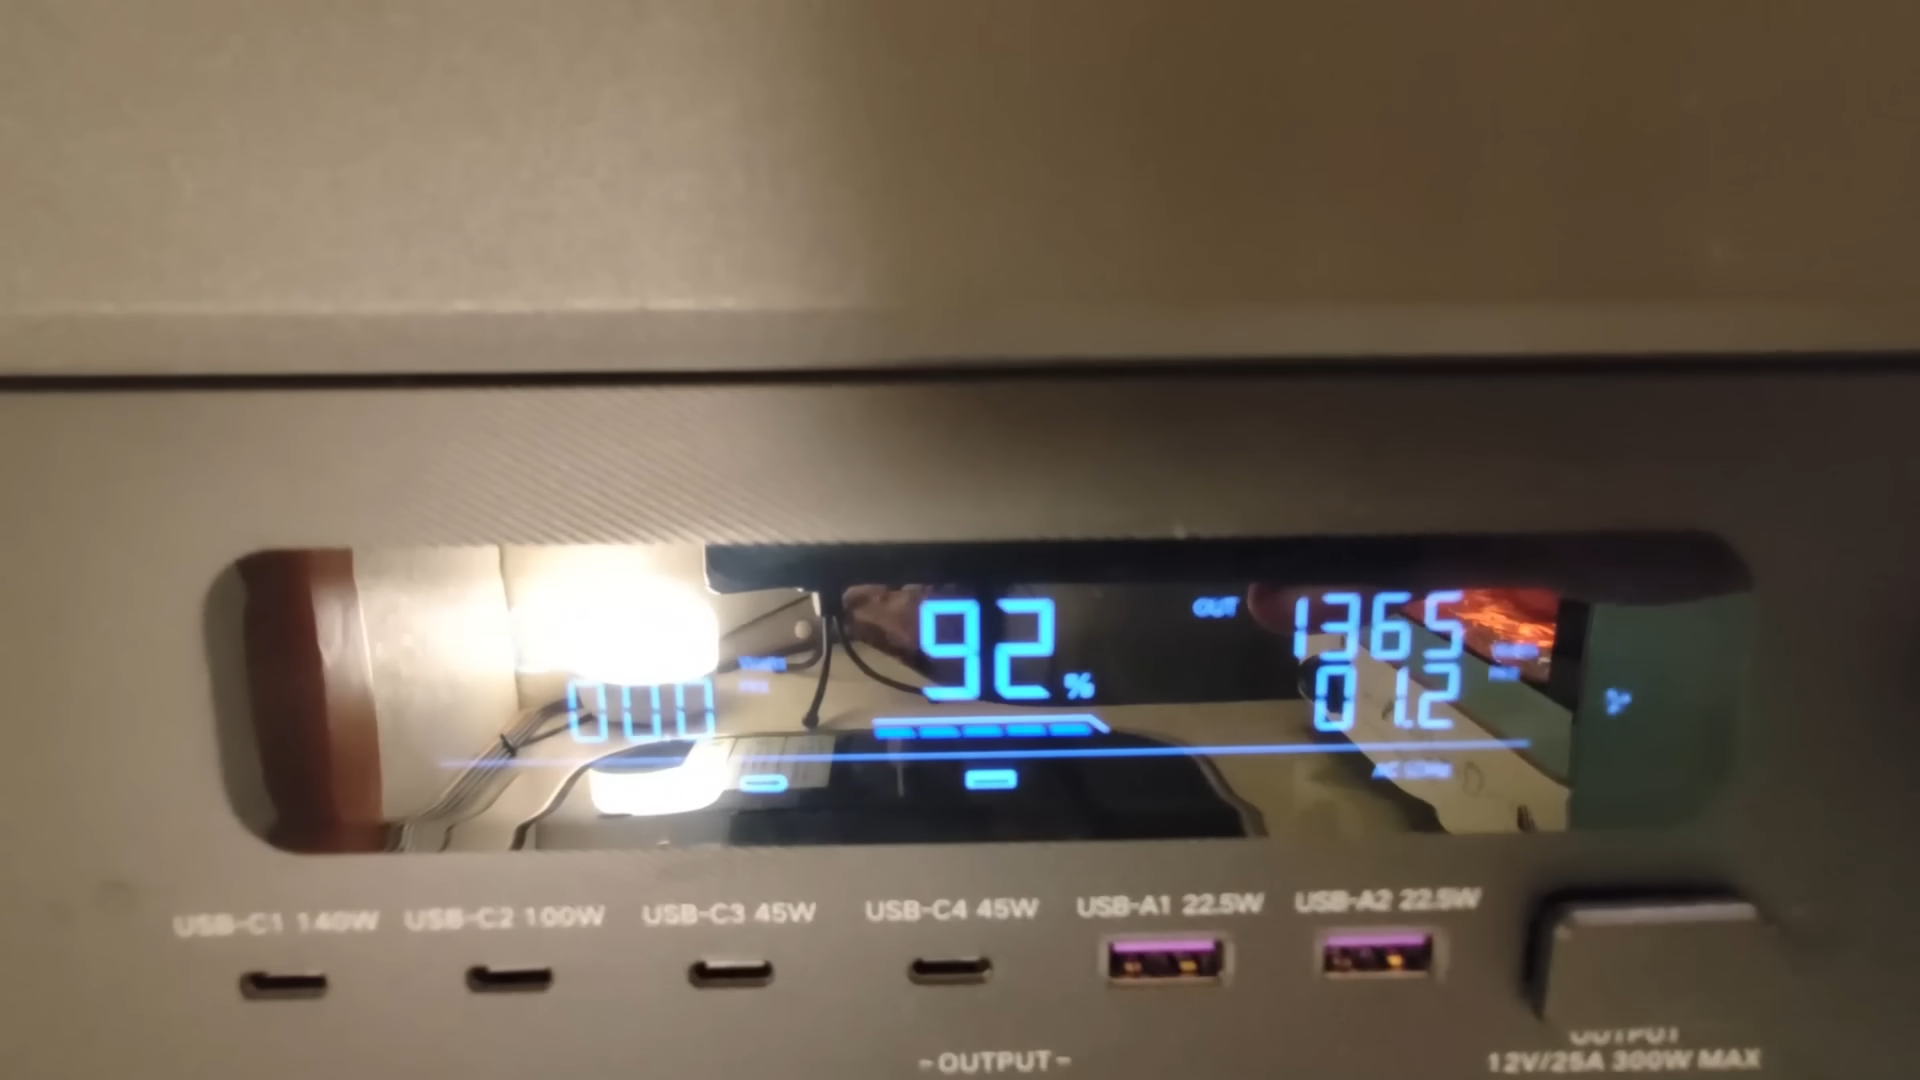 92 %
OUT 1365
Watts
00.0
01.2
USB-C1 140W USB-C2 100W USB-C3 45W USB-C4 45W USB-A1 22.5W USB-A2 22.5W
-OUTPUT-
OUTPUT
12V/25A 300W MAX